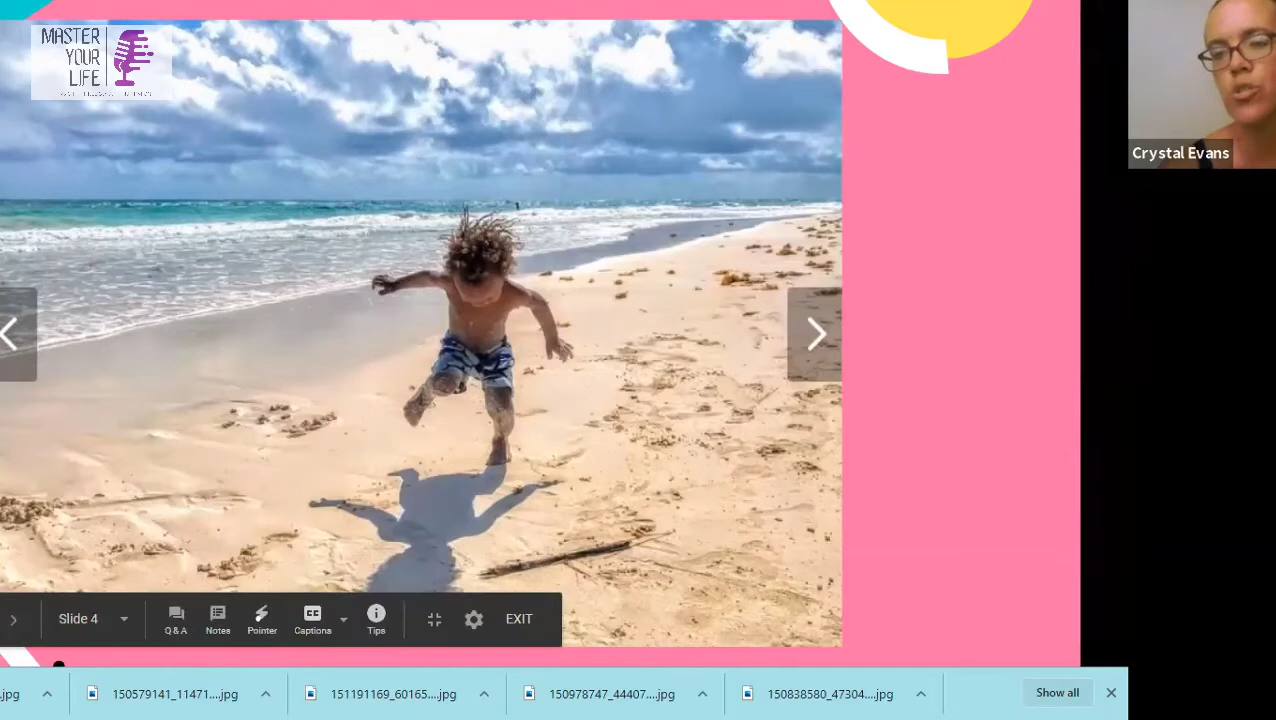 MASTER
YOUR
LIFE
Crystal Evans
Slide 4
Q & A
Notes
Pointer
CC
Captions
Tips
EXIT
.jpg
150579141_11471....jpg
151191169_60165....jpg
150978747_44407....jpg
150838580_47304....jpg
Show all